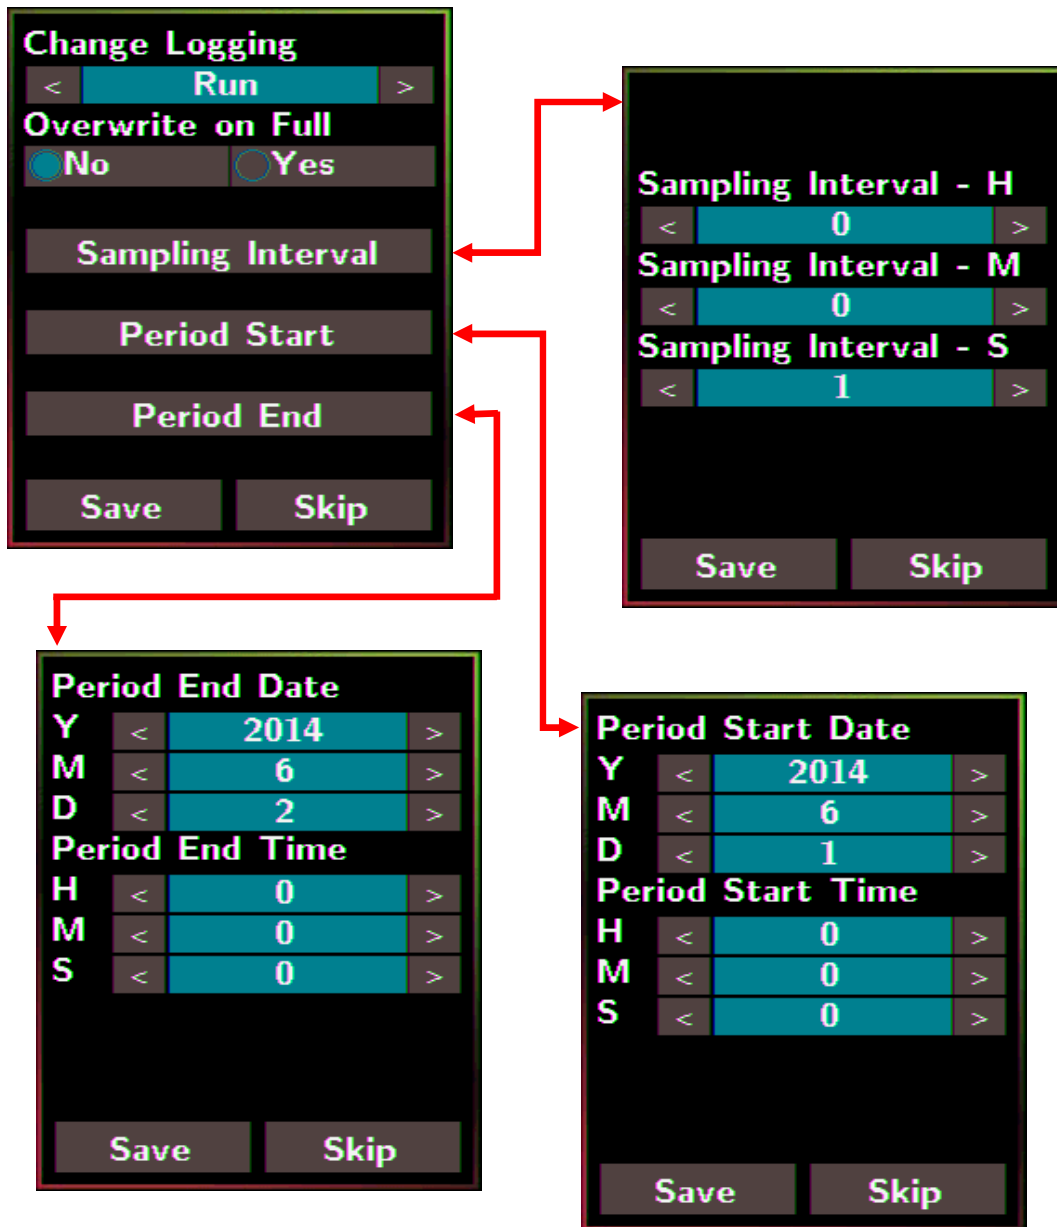 Change Logging
< Run >
Overwrite on Full
No Yes
Sampling Interval
Period Start
Period End
Save Skip
Sampling Interval - H
< 0 >
Sampling Interval - M
< 0 >
Sampling Interval - S
< 1 >
Save Skip
Period End Date
Y < 2014 >
M < 6 >
D < 2 >
Period End Time
H < 0 >
M < 0 >
S < 0 >
Save Skip
Period Start Date
Y < 2014 >
M < 6 >
D < 1 >
Period Start Time
H < 0 >
M < 0 >
S < 0 >
Save Skip